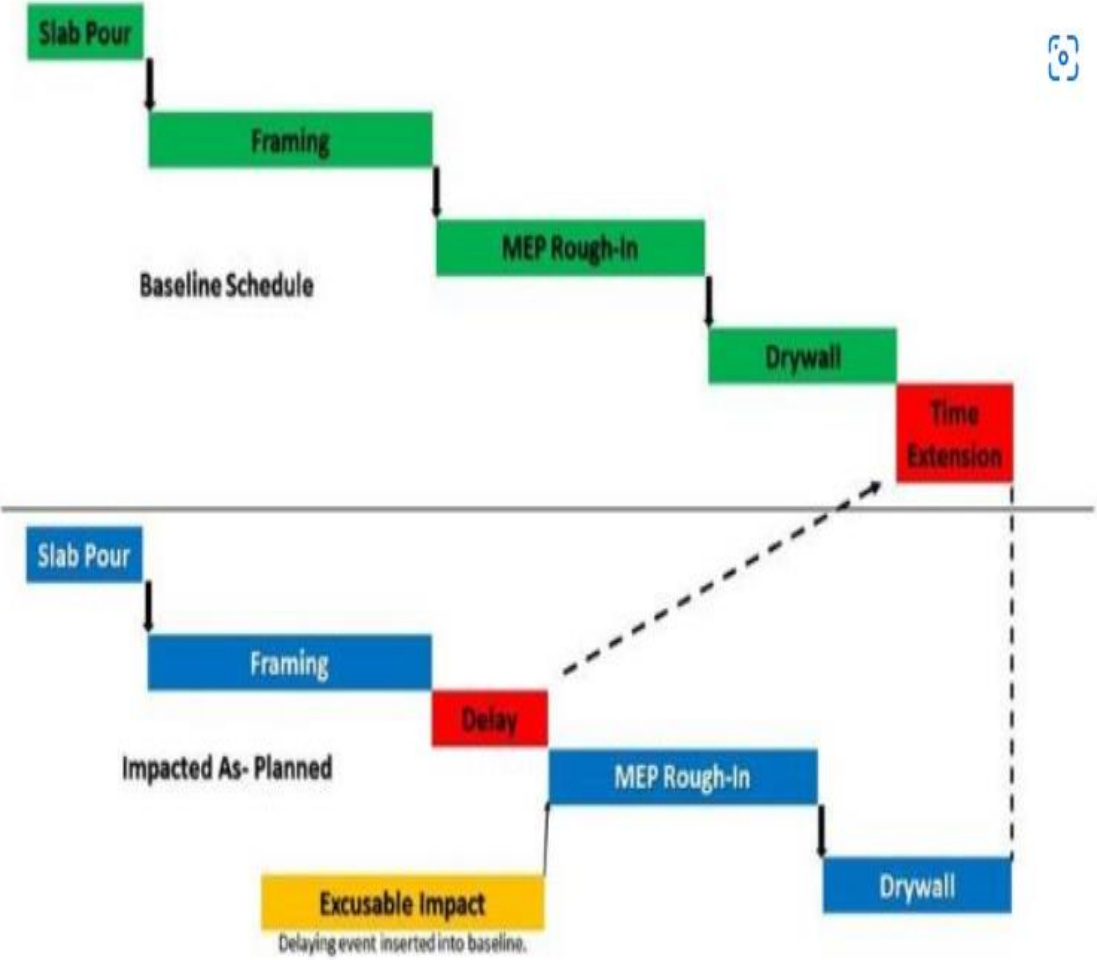 Slab Pour
Framing
MEP Rough-In
Baseline Schedule
Drywall
Time
Extension
Slab Pour
Framing
Delay
Impacted As- Planned
MEP Rough-In
Drywall
Excusable Impact
Delaying event inserted into baseline.